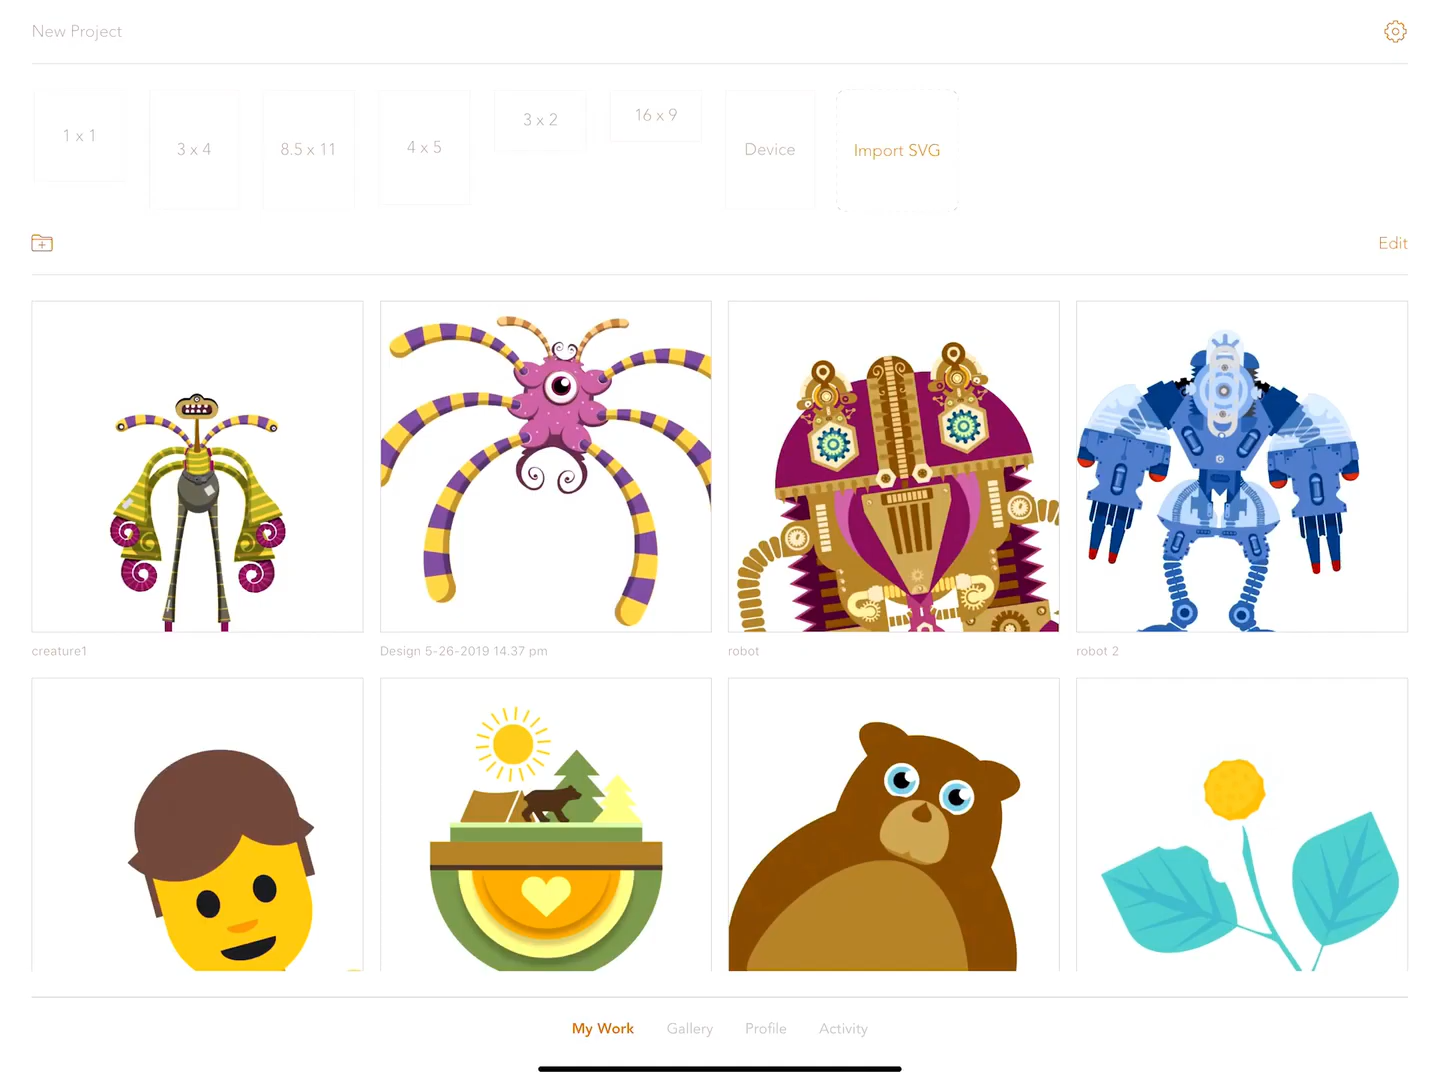 New Project
1 x 1
3 x 4
8.5 x 11
4 x 5
3 x 2
16 x 9
Device
Import SVG
Edit
creature1
Design 5-26-2019 14.37 pm
robot
robot 2
My Work
Gallery
Profile
Activity